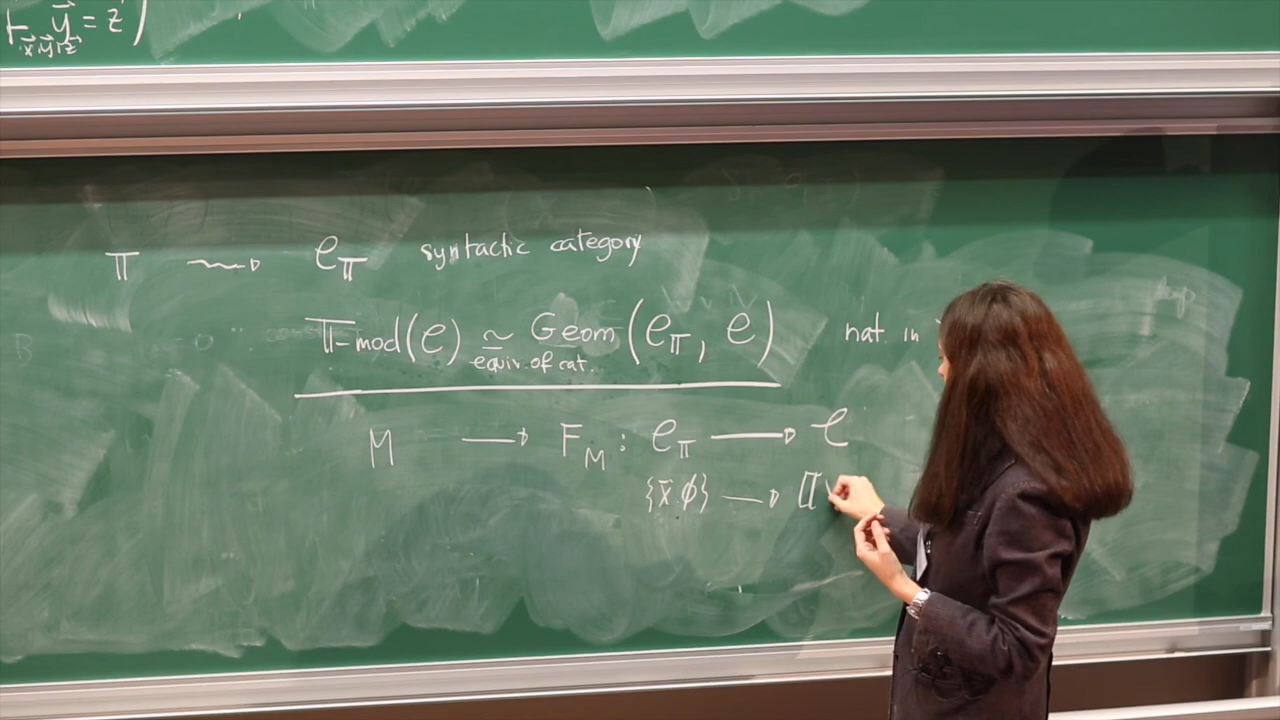 ⊢_{x⃗,y⃗,z⃗} y⃗ = z⃗ )
𝕋 ⇝ 𝒞_𝕋 syntactic category
𝕋-mod(𝒞) ≃ Geom(𝒞_𝕋, 𝒞) nat. in
equiv. of cat.
M → F_M : 𝒞_𝕋 → 𝒞
{x⃗.ϕ} → ⟦